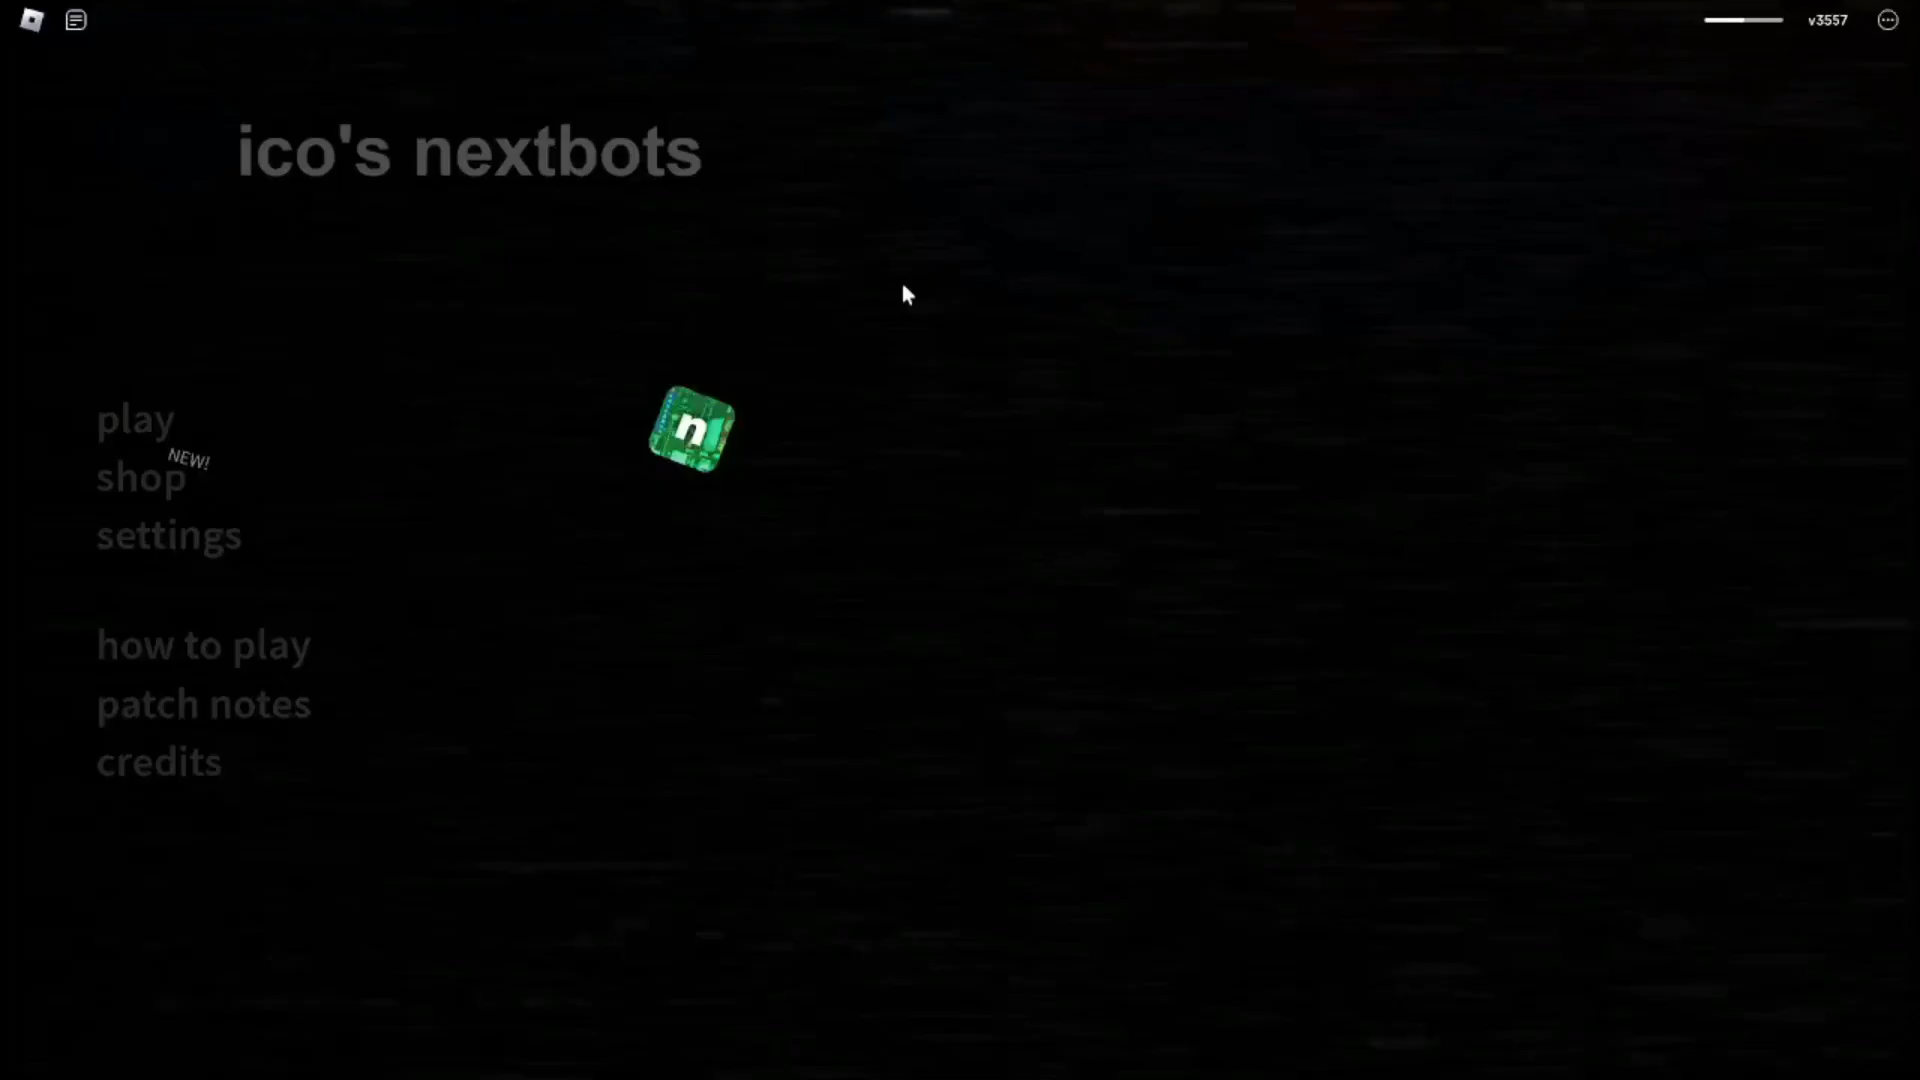 v3557
ico's nextbots
n
play
NEW!
shop
settings
how to play
patch notes
credits